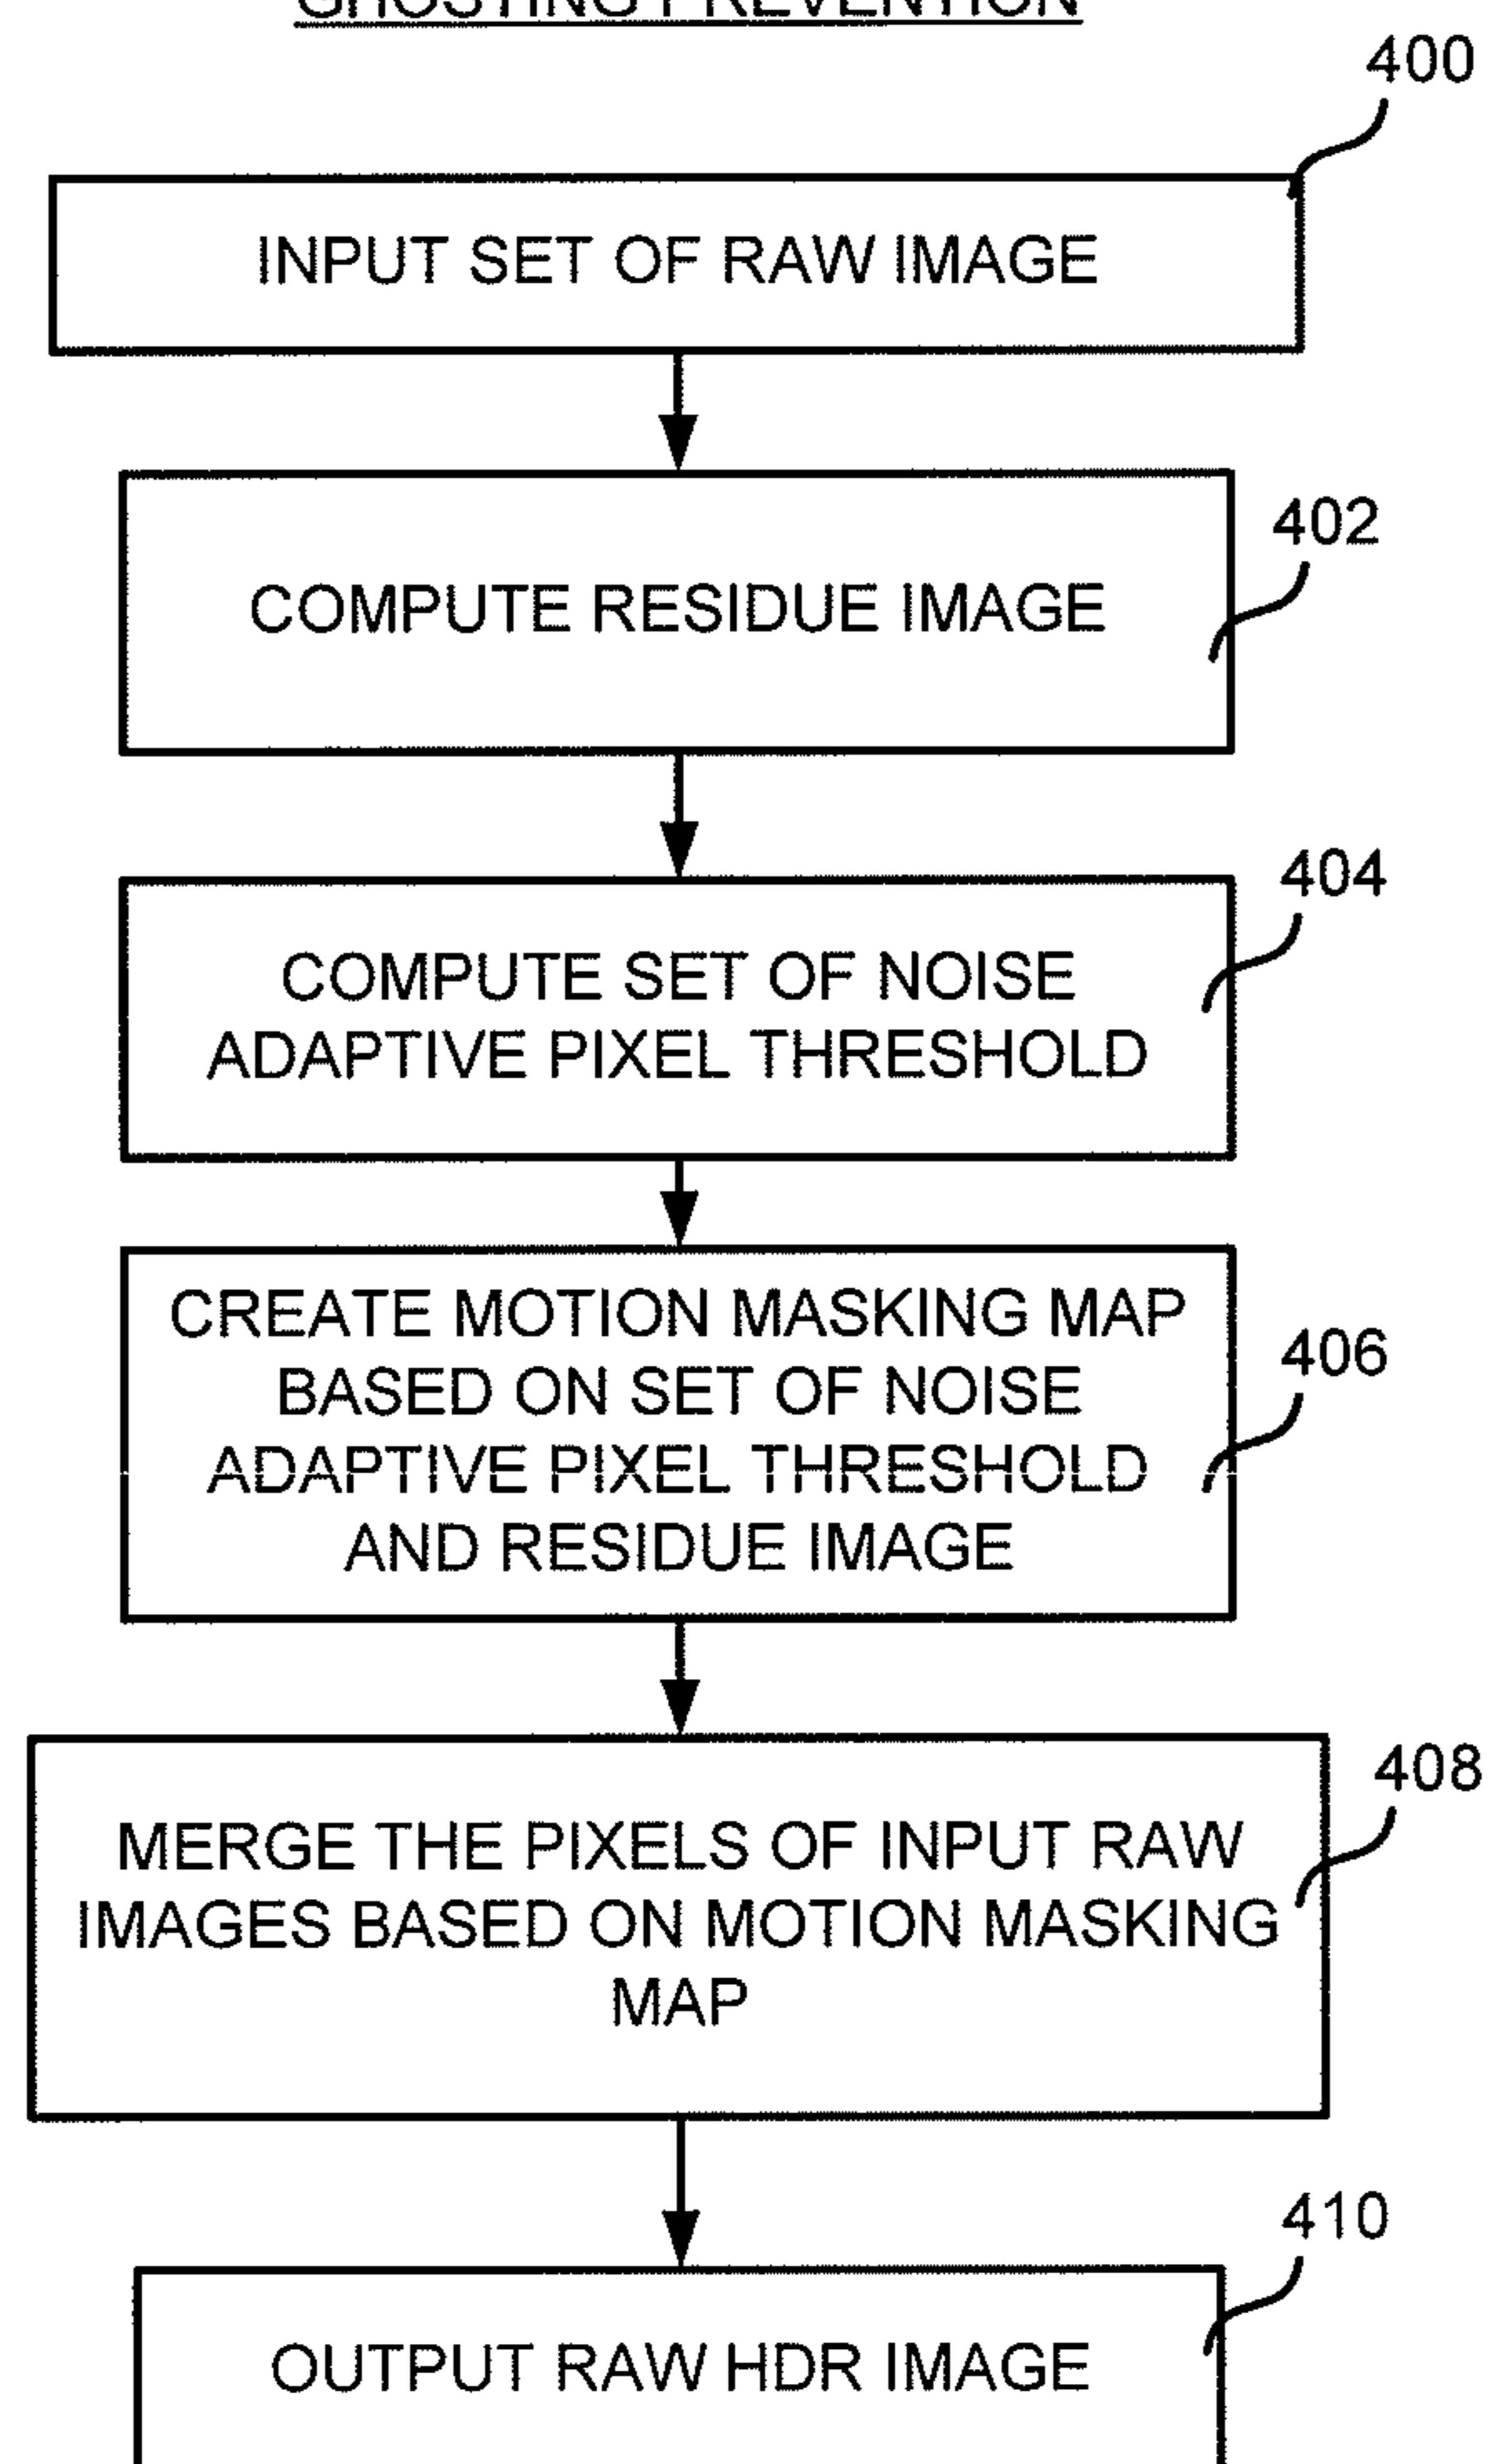 GHOSTING PREVENTION
400
INPUT SET OF RAW IMAGE
402
COMPUTE RESIDUE IMAGE
404
COMPUTE SET OF NOISE
ADAPTIVE PIXEL THRESHOLD
CREATE MOTION MASKING MAP
406
BASED ON SET OF NOISE
ADAPTIVE PIXEL THRESHOLD
AND RESIDUE IMAGE
408
MERGE THE PIXELS OF INPUT RAW
IMAGES BASED ON MOTION MASKING
MAP
410
OUTPUT RAW HDR IMAGE